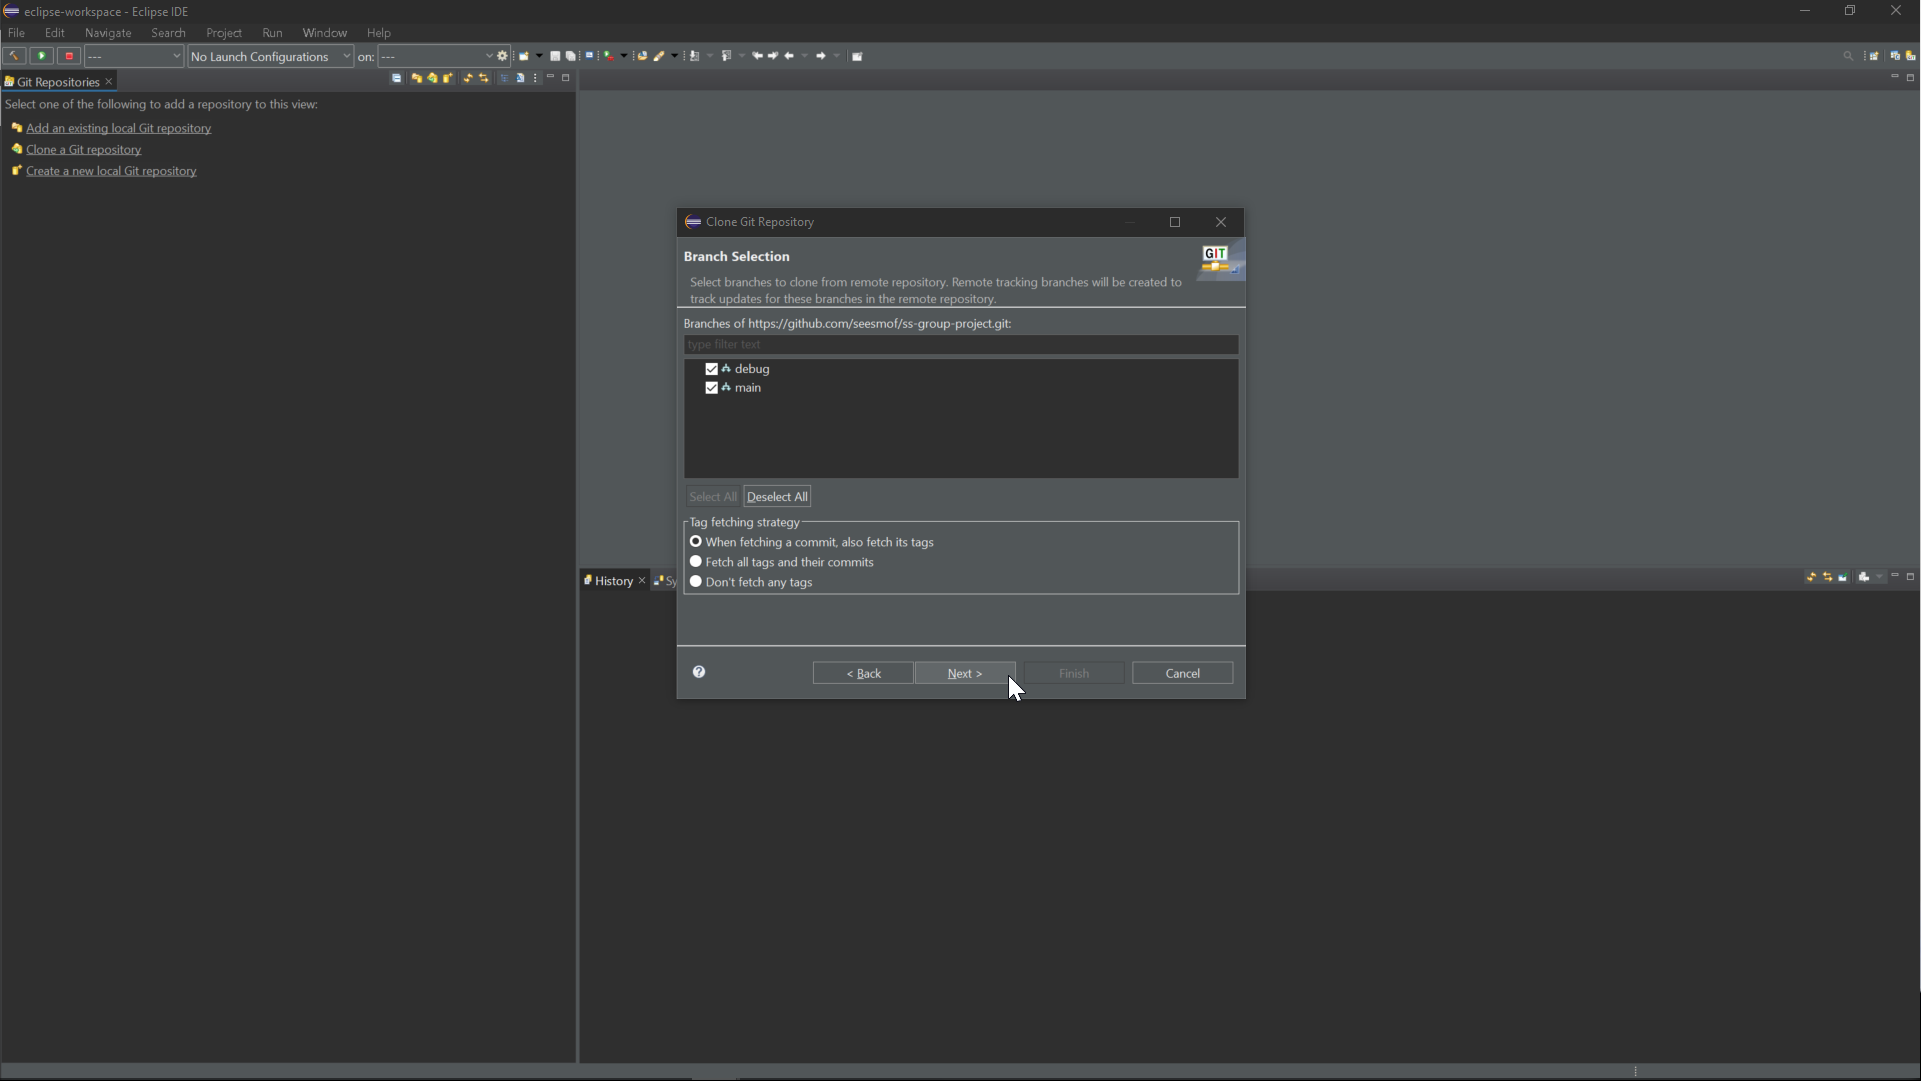 eclipse-workspace - Eclipse IDE
File Edit Navigate Search Project Run Window Help
--- No Launch Configurations on: ---
Git Repositories
Select one of the following to add a repository to this view:
Add an existing local Git repository
Clone a Git repository
Create a new local Git repository
Clone Git Repository
Branch Selection
GIT
Select branches to clone from remote repository. Remote tracking branches will be created to
track updates for these branches in the remote repository.
Branches of https://github.com/seesmof/ss-group-project.git:
type filter text
debug
main
Select All Deselect All
Tag fetching strategy
When fetching a commit, also fetch its tags
Fetch all tags and their commits
Don't fetch any tags
History Sy
< Back Next > Finish Cancel